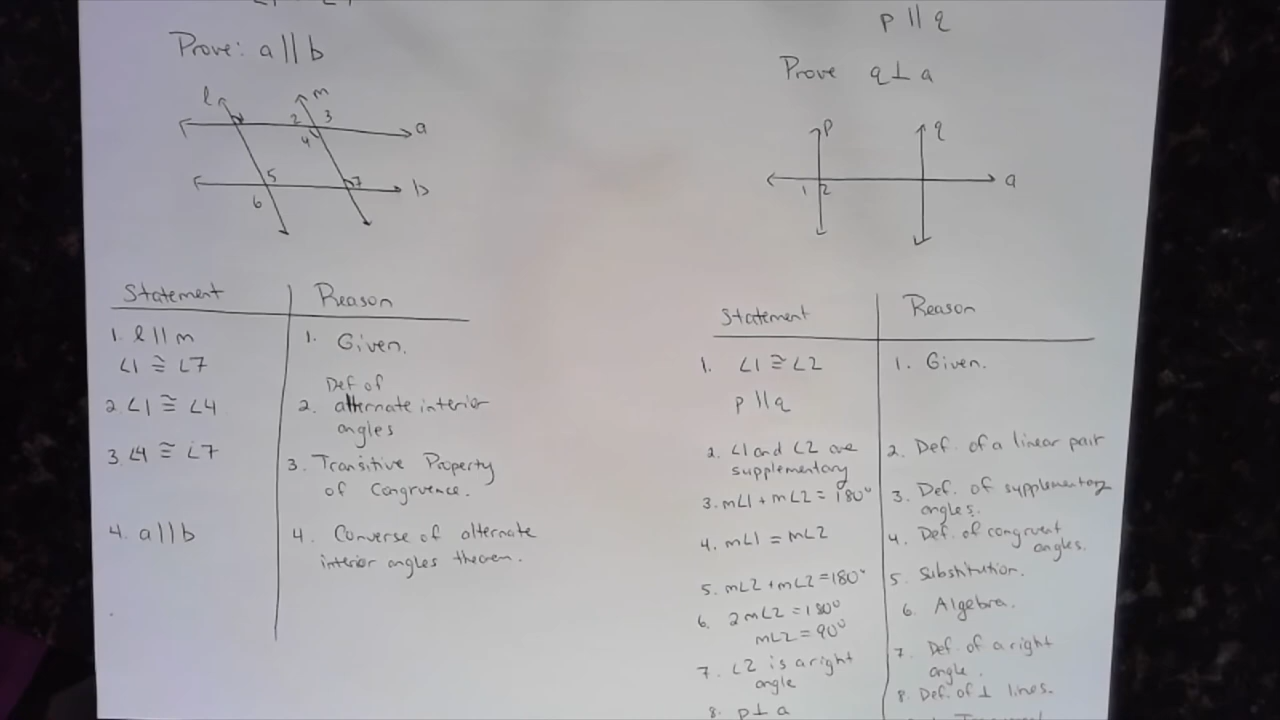 Prove: a || b
l
m
2
3
a
4
5
7
b
6
Statement
Reason
1. l || m
1. Given.
∠1 ≅ ∠7
2. ∠1 ≅ ∠4
2. Def of alternate interior
angles
3. ∠4 ≅ ∠7
3. Transitive Property
of Congruence.
4. a || b
4. Converse of alternate
interior angles theorem.
p || q
Prove q ⊥ a
p
q
a
1
2
Statement
Reason
1. ∠1 ≅ ∠2
1. Given.
p || q
2. ∠1 and ∠2 are
supplementary
2. Def. of a linear pair
3. m∠1 + m∠2 = 180°
3. Def. of supplementary
angles.
4. m∠1 = m∠2
4. Def. of congruent
angles.
5. m∠2 + m∠2 = 180°
5. Substitution.
6. 2m∠2 = 180°
m∠2 = 90°
6. Algebra.
7. ∠2 is a right
angle
7. Def. of a right
angle.
8. p ⊥ a
8. Def. of ⊥ lines.